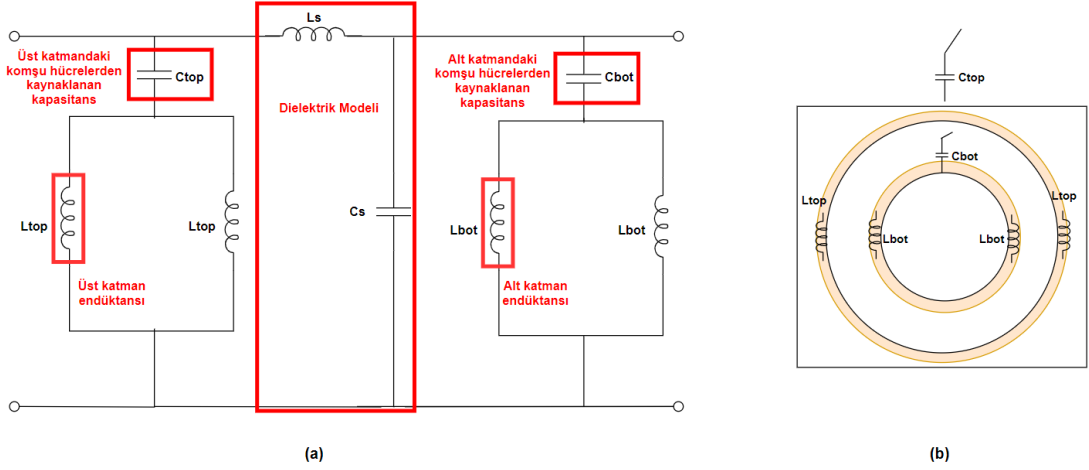 Ls
Üst katmandaki
komşu hücrelerden
kaynaklanan
kapasitans
Ctop
Alt katmandaki
komşu hücrelerden
kaynaklanan
kapasitans
Cbot
Dielektrik Modeli
Ltop
Ltop
Üst katman
endüktansı
Cs
Lbot
Lbot
Alt katman
endüktansı
(a)
Ctop
Cbot
Ltop
Ltop
Lbot
Lbot
(b)